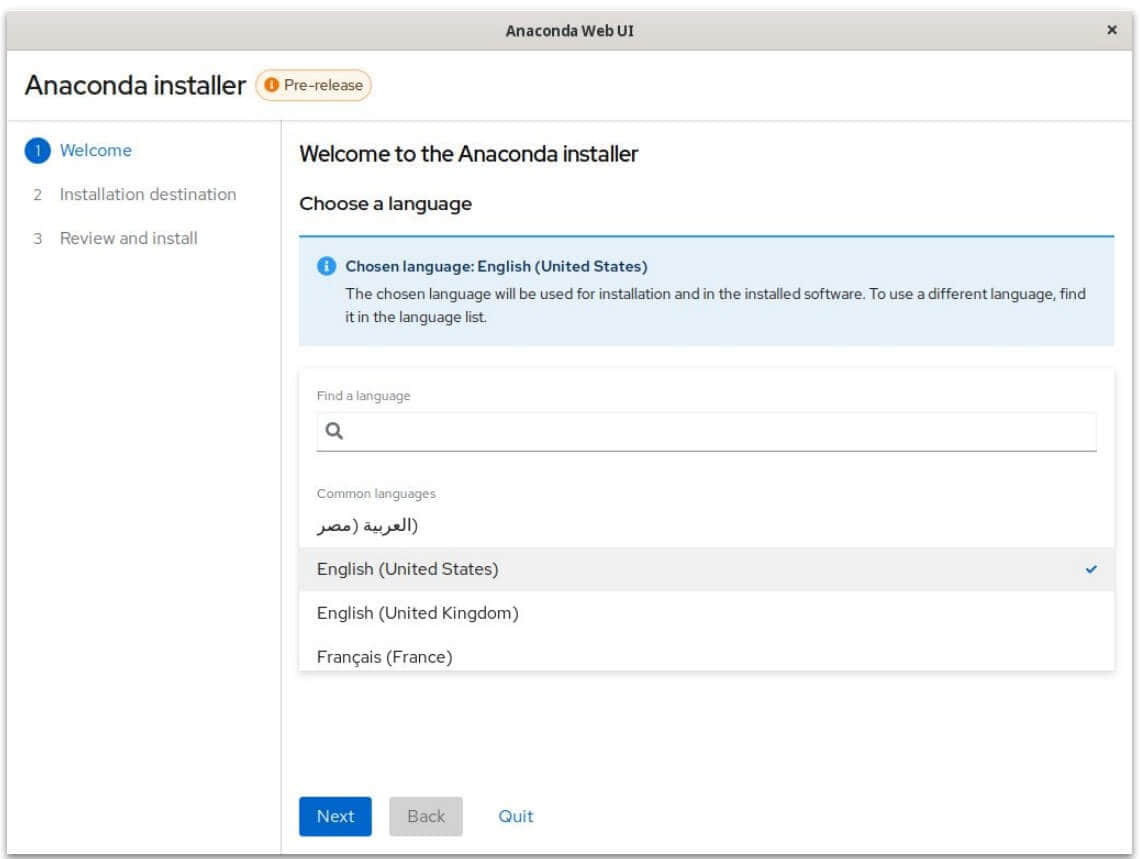 Anaconda Web UI
Anaconda installer
Pre-release
1 Welcome
2 Installation destination
3 Review and install
Welcome to the Anaconda installer
Choose a language
Chosen language: English (United States)
The chosen language will be used for installation and in the installed software. To use a different language, find
it in the language list.
Find a language
Common languages
العربية (مصر)
English (United States)
English (United Kingdom)
Français (France)
Next
Back
Quit